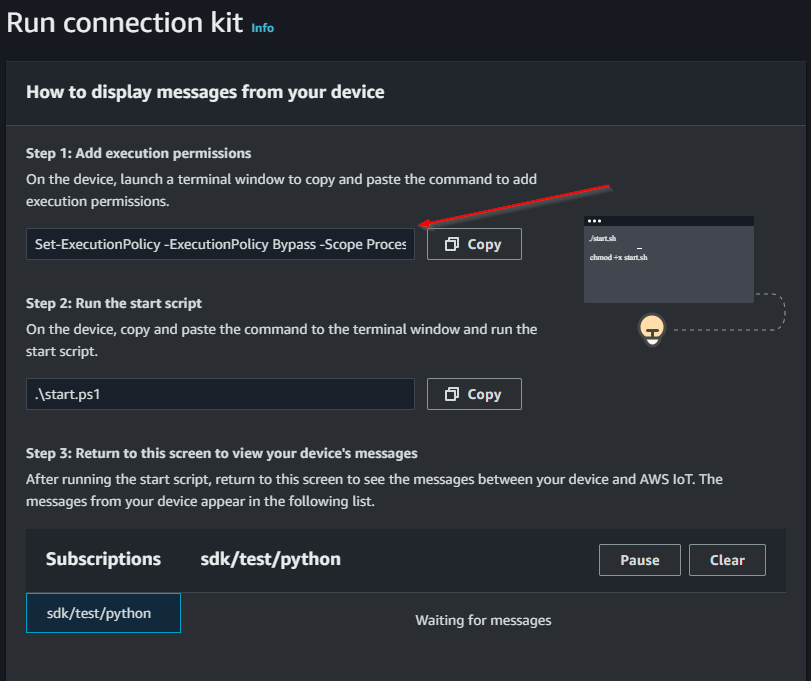 Run connection kit Info
How to display messages from your device
Step 1: Add execution permissions
On the device, launch a terminal window to copy and paste the command to add
execution permissions.
Set-ExecutionPolicy -ExecutionPolicy Bypass -Scope Proces
Copy
./start.sh
chmod +x start.sh
Step 2: Run the start script
On the device, copy and paste the command to the terminal window and run the
start script.
.\start.ps1
Copy
Step 3: Return to this screen to view your device's messages
After running the start script, return to this screen to see the messages between your device and AWS IoT. The
messages from your device appear in the following list.
Subscriptions sdk/test/python Pause Clear
sdk/test/python
Waiting for messages